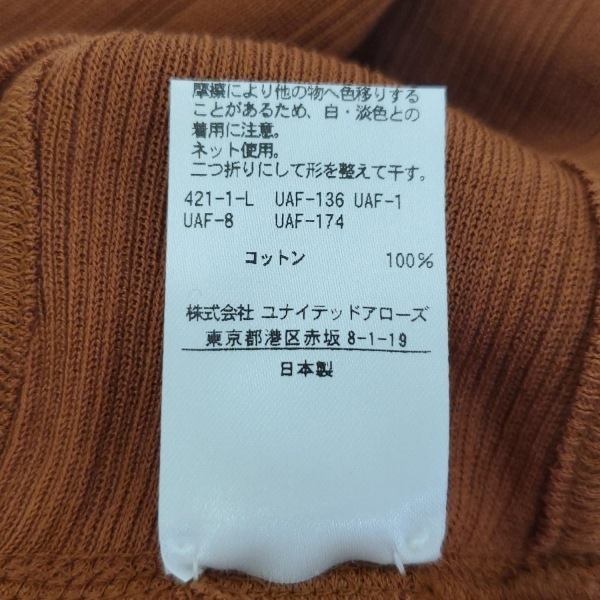 摩擦により他の物へ色移りする
ことがあるため、白・淡色との
着用に注意。
ネット使用。
二つ折りにして形を整えて干す。
421-1-L UAF-136 UAF-1
UAF-8 UAF-174
コットン 100%
株式会社 ユナイテッドアローズ
東京都港区赤坂 8-1-19
日本製